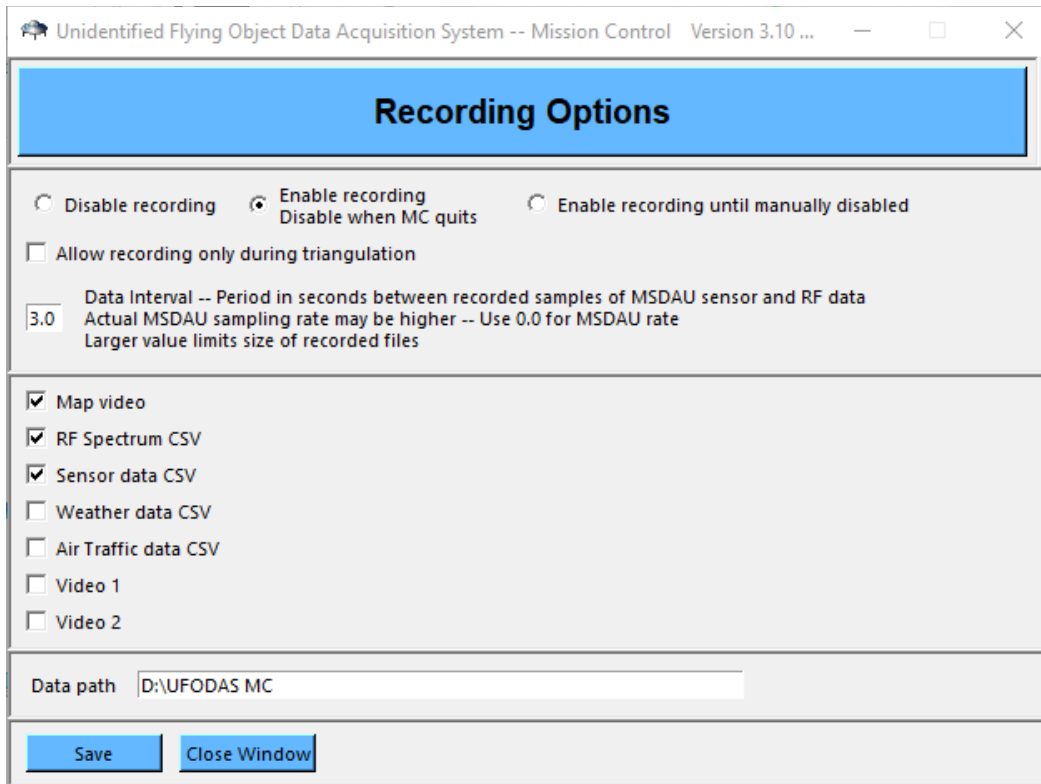 Unidentified Flying Object Data Acquisition System -- Mission Control Version 3.10 ...
Recording Options
Disable recording
Enable recording
Disable when MC quits
Enable recording until manually disabled
Allow recording only during triangulation
3.0
Data Interval -- Period in seconds between recorded samples of MSDAU sensor and RF data
Actual MSDAU sampling rate may be higher -- Use 0.0 for MSDAU rate
Larger value limits size of recorded files
Map video
RF Spectrum CSV
Sensor data CSV
Weather data CSV
Air Traffic data CSV
Video 1
Video 2
Data path D:\UFODAS MC
Save Close Window